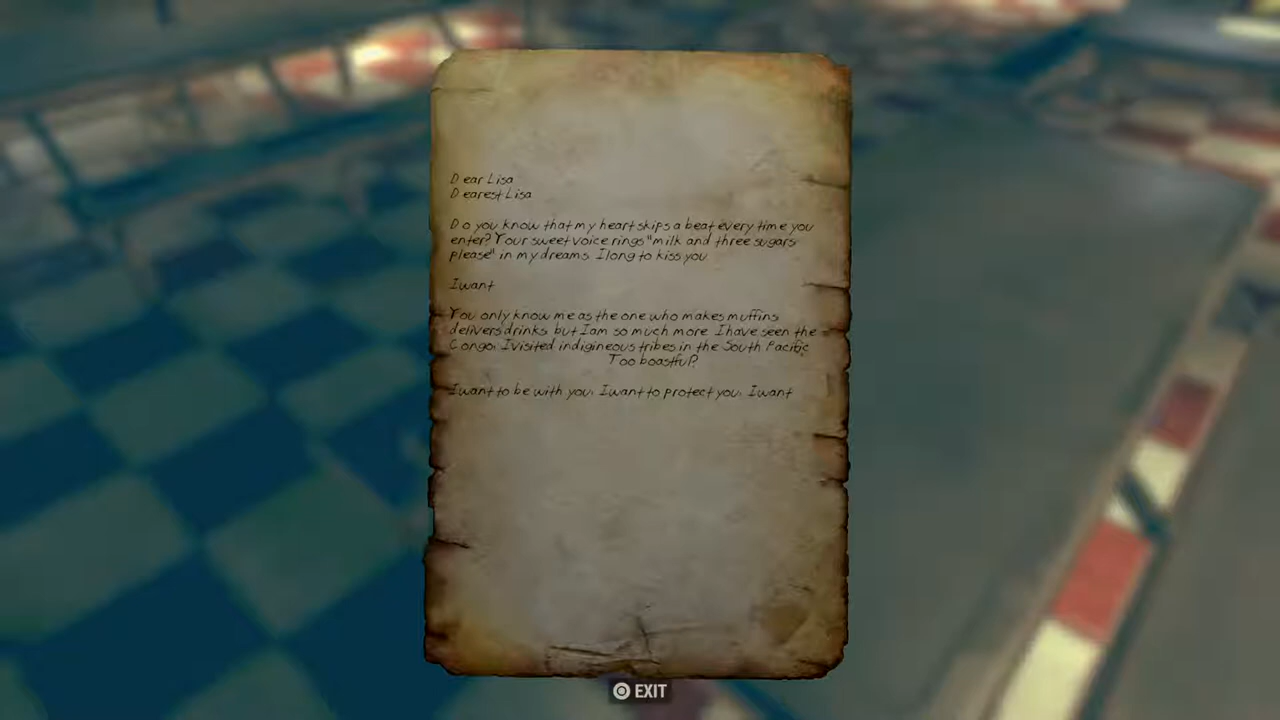 Dear Lisa
Dearest Lisa
Do you know that my heart skips a beat every time you
enter? Your sweet voice rings "milk and three sugars
please" in my dreams. I long to kiss you
I want
You only know me as the one who makes muffins
delivers drinks but I am so much more. I have seen the
Congo. I visited indigineous tribes in the South Pacific.
Too boastful?
I want to be with you. I want to protect you. I want
EXIT